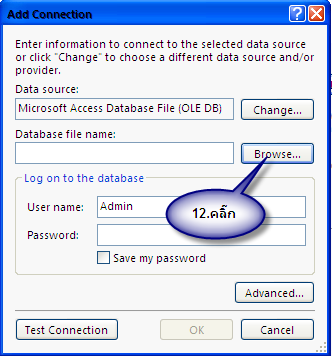 Add Connection
Enter information to connect to the selected data source
or click "Change" to choose a different data source and/or
provider.
Data source:
Microsoft Access Database File (OLE DB)
Change...
Database file name:
Browse...
Log on to the database
User name:
Admin
12.คลิ๊ก
Password:
Save my password
Advanced...
Test Connection
OK
Cancel